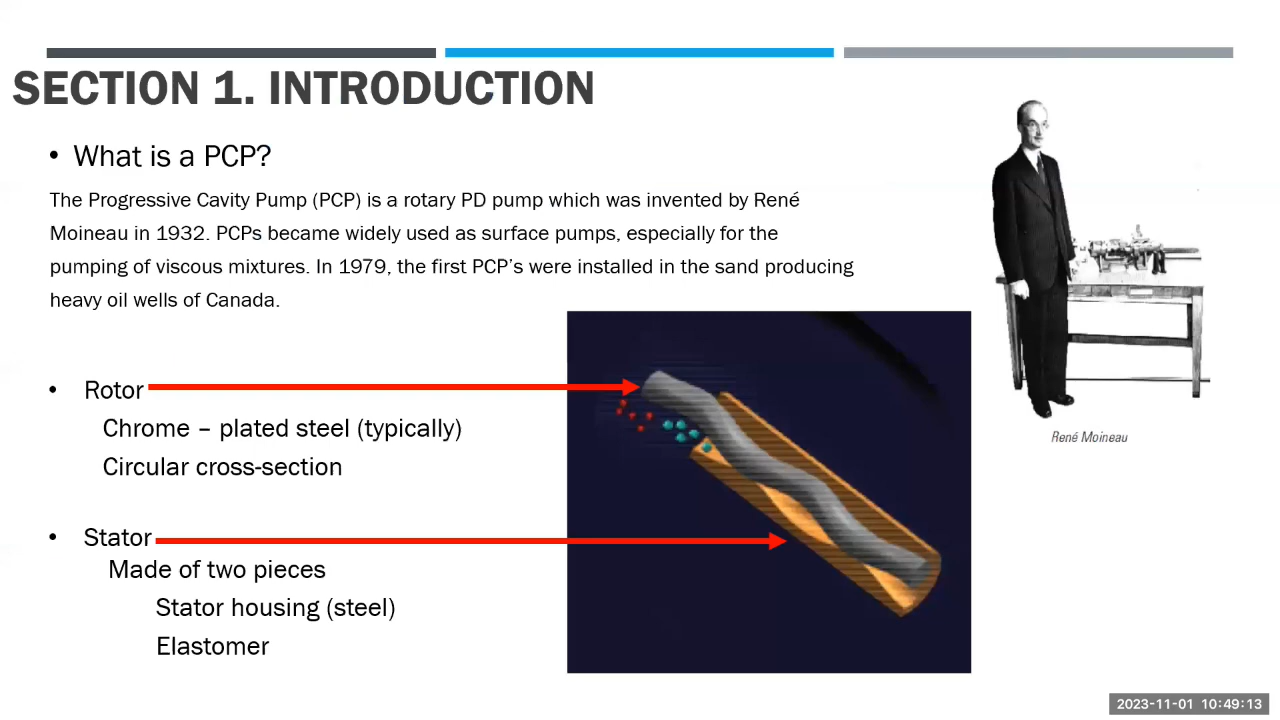 SECTION 1. INTRODUCTION
• What is a PCP?
The Progressive Cavity Pump (PCP) is a rotary PD pump which was invented by René
Moineau in 1932. PCPs became widely used as surface pumps, especially for the
pumping of viscous mixtures. In 1979, the first PCP’s were installed in the sand producing
heavy oil wells of Canada.
• Rotor
Chrome – plated steel (typically)
Circular cross-section
• Stator
Made of two pieces
Stator housing (steel)
Elastomer
René Moineau
2023-11-01 10:49:13